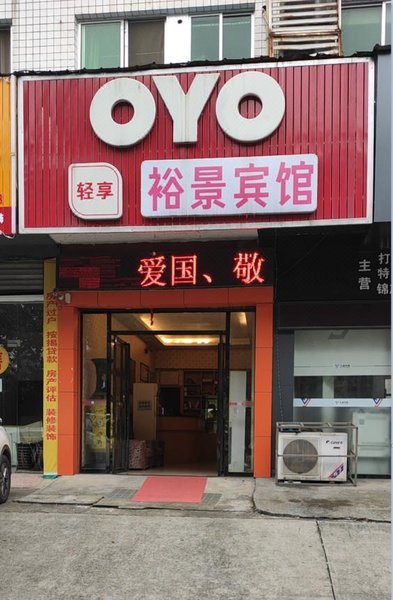 OYO
轻享
裕景宾馆
爱国、敬
房产过户 按揭贷款 房产评估 装修装饰
主营
打
特
锦